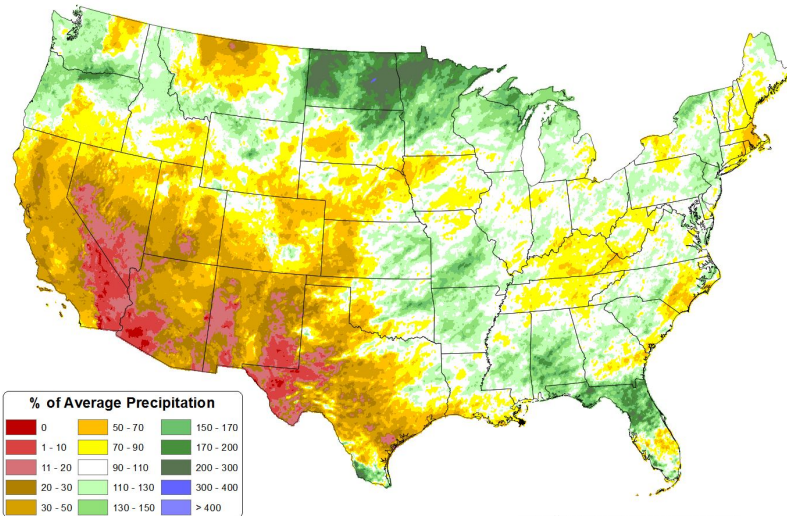 % of Average Precipitation
0 50 - 70 150 - 170
1 - 10 70 - 90 170 - 200
11 - 20 90 - 110 200 - 300
20 - 30 110 - 130 300 - 400
30 - 50 130 - 150 > 400